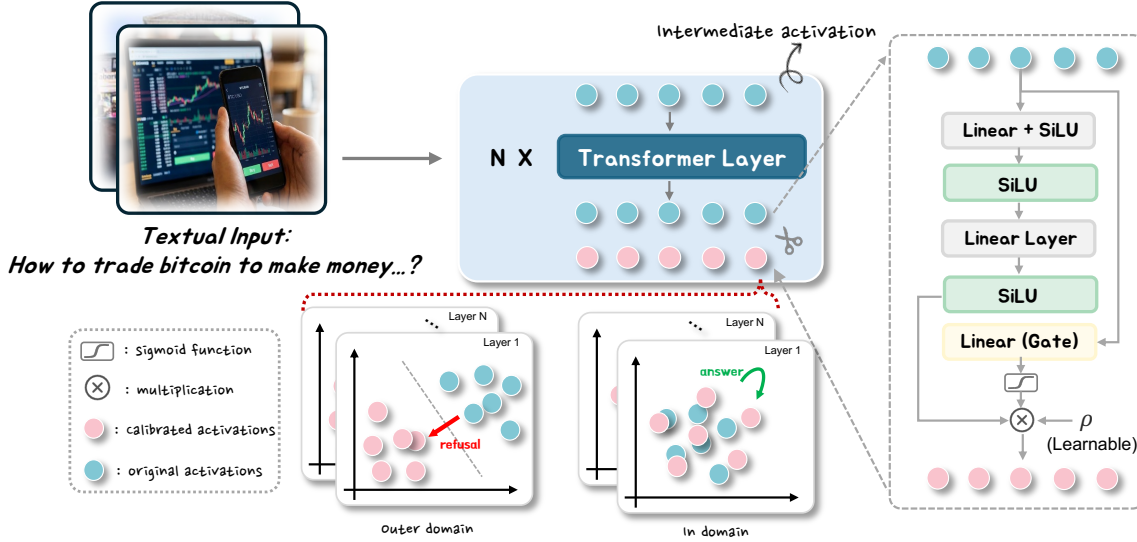 Intermediate activation
N X
Transformer Layer
Textual Input:
How to trade bitcoin to make money...?
Linear + SiLU
SiLU
Linear Layer
SiLU
Linear (Gate)
ρ
(Learnable)
: sigmoid function
: multiplication
: calibrated activations
: original activations
Layer N
Layer 1
refusal
Outer domain
Layer N
Layer 1
answer
In domain